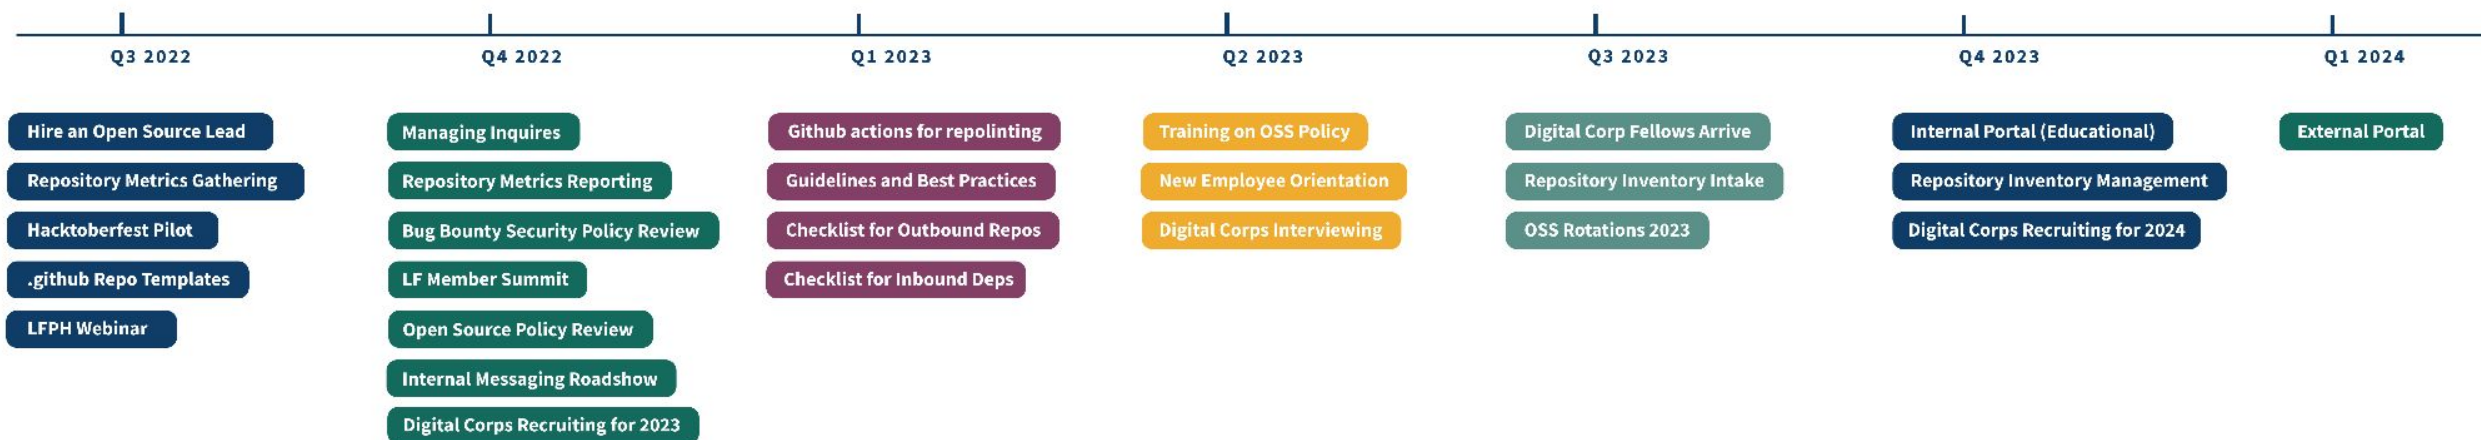 Q3 2022
Q4 2022
Q1 2023
Q2 2023
Q3 2023
Q4 2023
Q1 2024
Hire an Open Source Lead
Repository Metrics Gathering
Hacktoberfest Pilot
.github Repo Templates
LFPH Webinar
Managing Inquires
Repository Metrics Reporting
Bug Bounty Security Policy Review
LF Member Summit
Open Source Policy Review
Internal Messaging Roadshow
Digital Corps Recruiting for 2023
Github actions for repolinting
Guidelines and Best Practices
Checklist for Outbound Repos
Checklist for Inbound Deps
Training on OSS Policy
New Employee Orientation
Digital Corps Interviewing
Digital Corp Fellows Arrive
Repository Inventory Intake
OSS Rotations 2023
Internal Portal (Educational)
Repository Inventory Management
Digital Corps Recruiting for 2024
External Portal